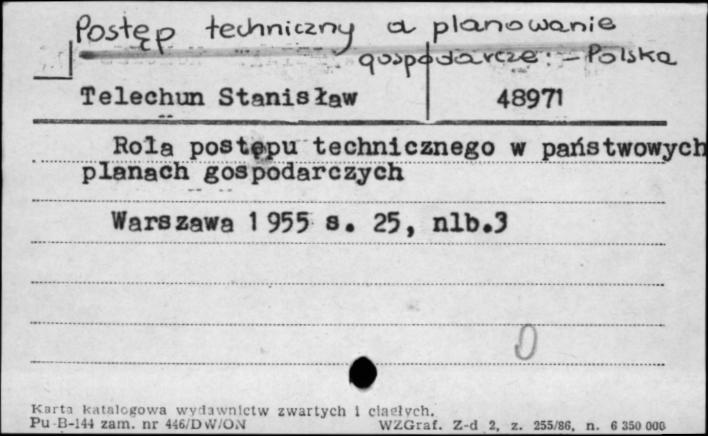 Postęp techniczny a planowanie
gospodarcze: - Polska
Telechun Stanisław 48971
Rola postępu technicznego w państwowych
planach gospodarczych
Warszawa 1955 s. 25, nlb.3
0
Karta katalogowa wydawnictw zwartych i ciągłych.
Pu-B-144 zam. nr 446/DW/ON WZGraf. Z-d 2, z. 255/86, n. 6 350 000